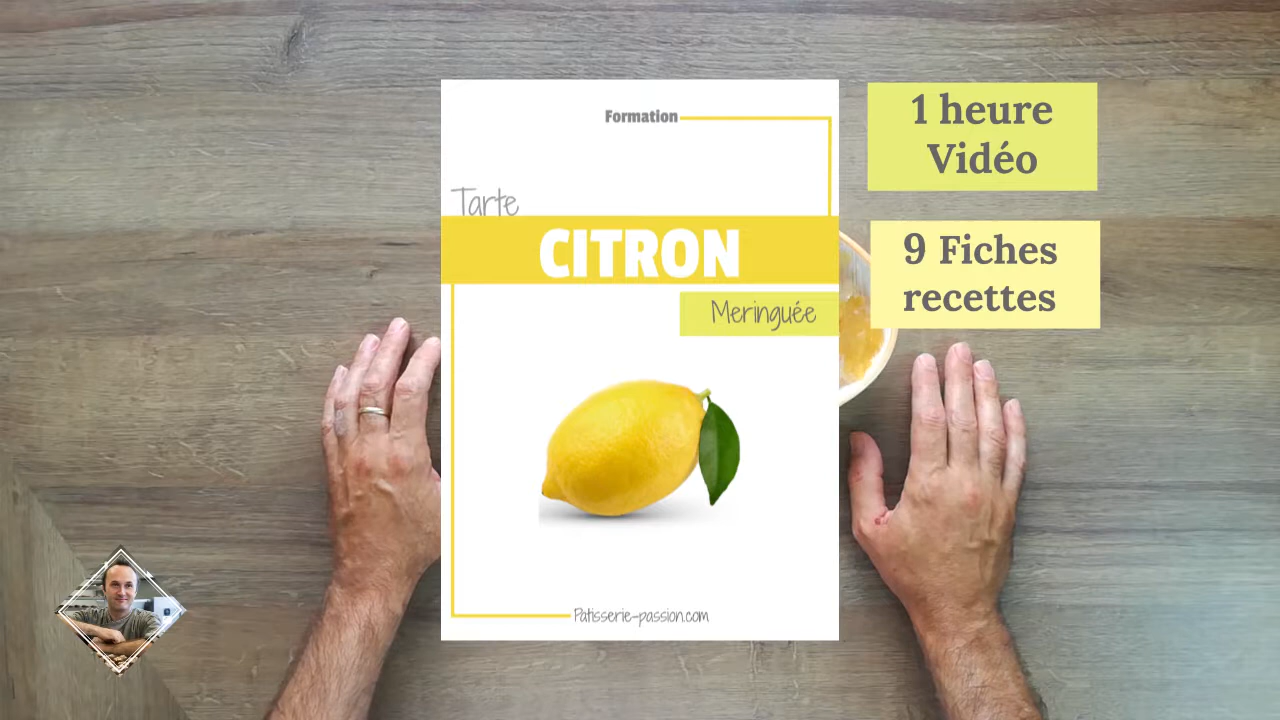 Formation
Tarte
CITRON
Meringuée
Patisserie-passion.com
1 heure
Vidéo
9 Fiches
recettes